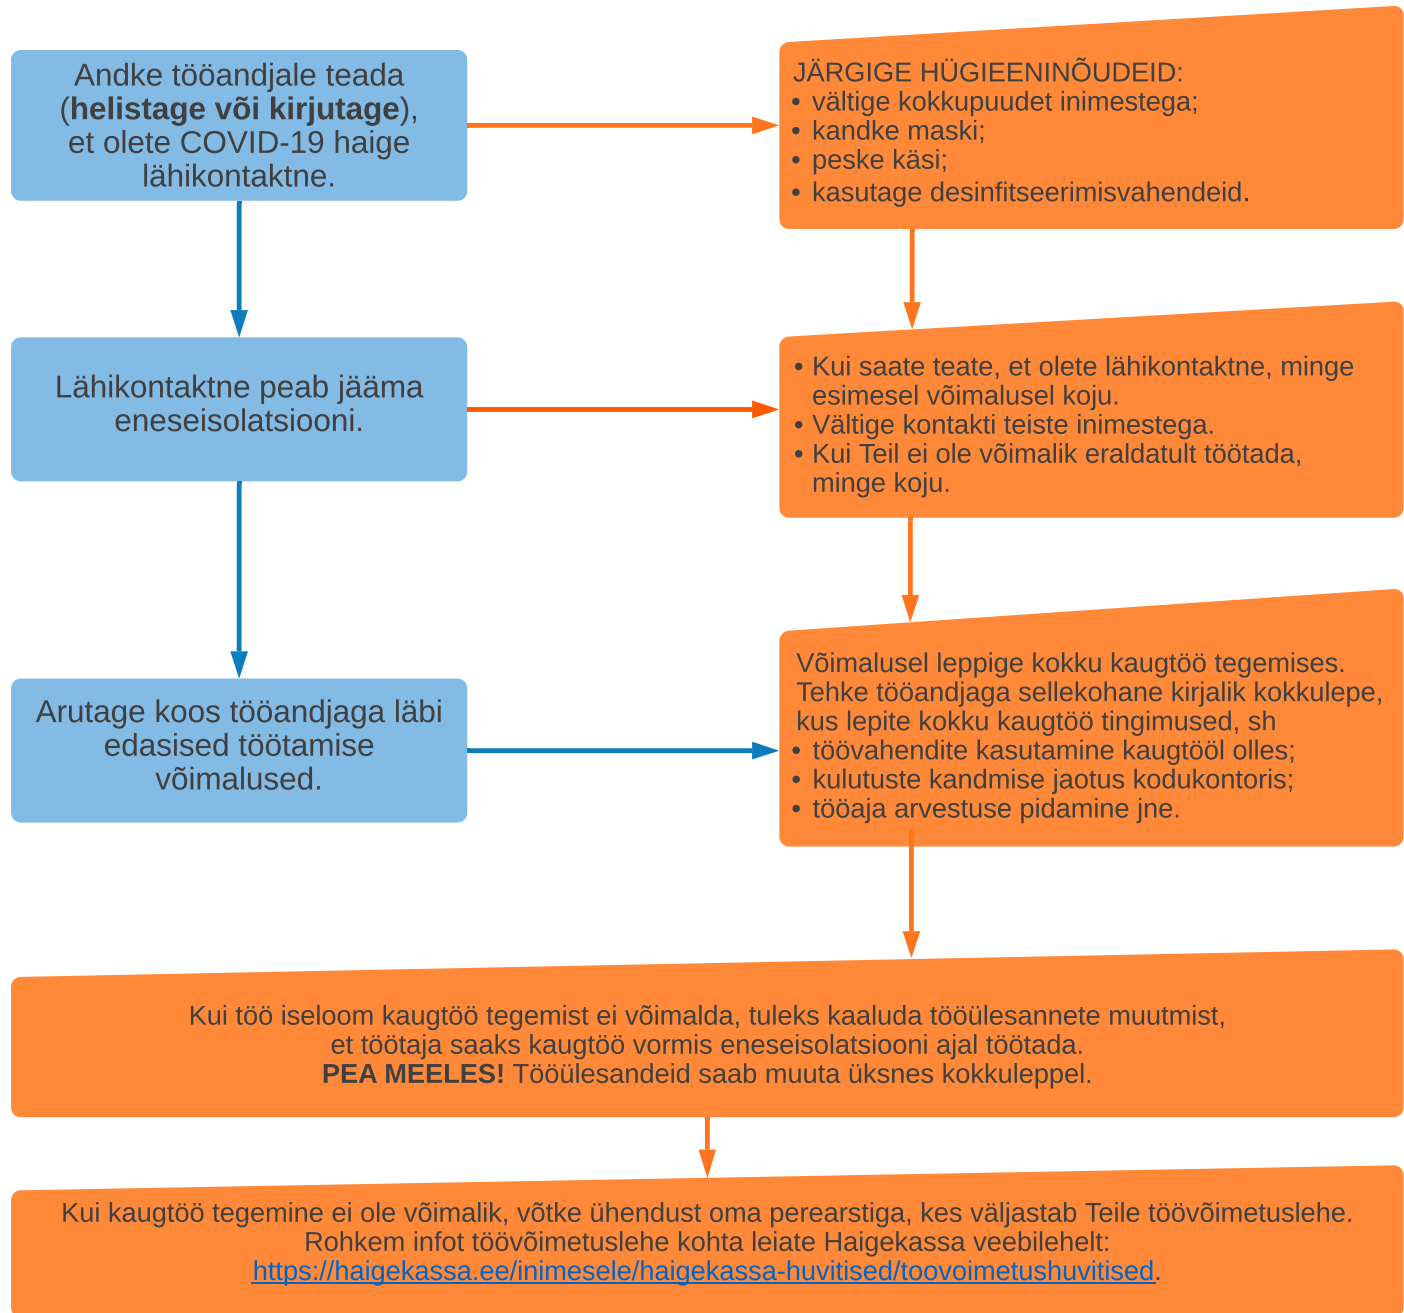 Andke tööandjale teada
(helistage või kirjutage),
et olete COVID-19 haige
lähikontaktne.
JÄRGIGE HÜGIEENINÕUDEID:
• vältige kokkupuudet inimestega;
• kandke maski;
• peske käsi;
• kasutage desinfitseerimisvahendeid.
Lähikontaktne peab jääma
eneseisolatsiooni.
• Kui saate teate, et olete lähikontaktne, minge
esimesel võimalusel koju.
• Vältige kontakti teiste inimestega.
• Kui Teil ei ole võimalik eraldatult töötada,
minge koju.
Arutage koos tööandjaga läbi
edasised töötamise
võimalused.
Võimalusel leppige kokku kaugtöö tegemises.
Tehke tööandjaga sellekohane kirjalik kokkulepe,
kus lepite kokku kaugtöö tingimused, sh
• töövahendite kasutamine kaugtööl olles;
• kulutuste kandmise jaotus kodukontoris;
• tööaja arvestuse pidamine jne.
Kui töö iseloom kaugtöö tegemist ei võimalda, tuleks kaaluda tööülesannete muutmist,
et töötaja saaks kaugtöö vormis eneseisolatsiooni ajal töötada.
PEA MEELES! Tööülesandeid saab muuta üksnes kokkuleppel.
Kui kaugtöö tegemine ei ole võimalik, võtke ühendust oma perearstiga, kes väljastab Teile töövõimetuslehe.
Rohkem infot töövõimetuslehe kohta leiate Haigekassa veebilehelt:
https://haigekassa.ee/inimesele/haigekassa-huvitised/toovoimetushuvitised.